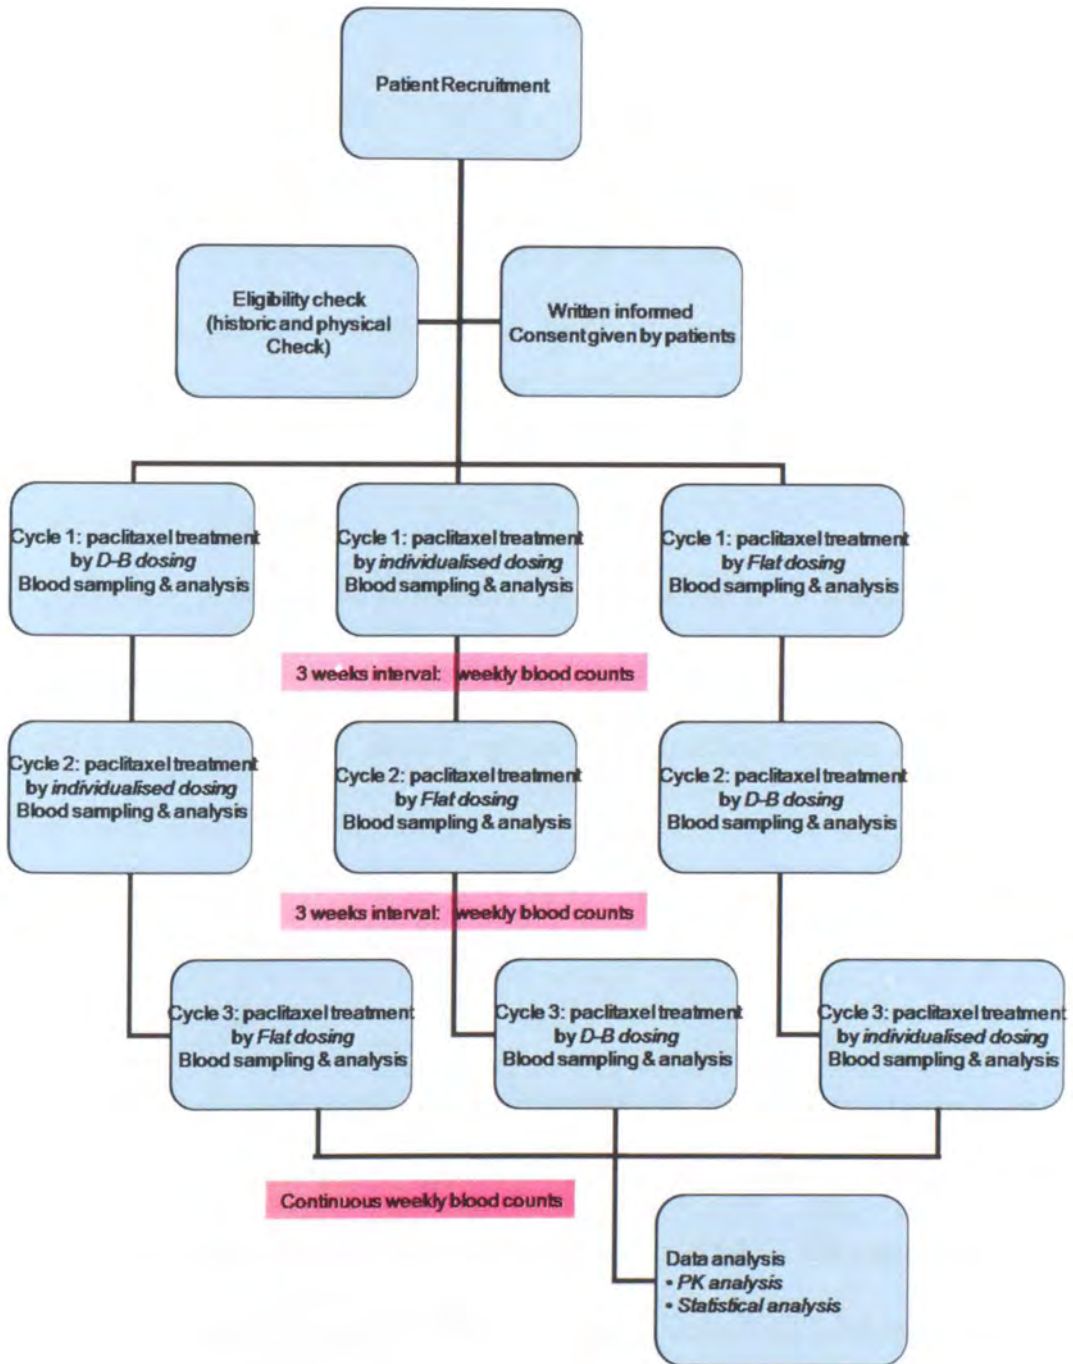 Patient Recruitment
Eligibility check
(historic and physical
Check)
Written informed
Consent given by patients
Cycle 1: paclitaxel treatment
by D-B dosing
Blood sampling & analysis
Cycle 1: paclitaxel treatment
by individualised dosing
Blood sampling & analysis
Cycle 1: paclitaxel treatment
by Flat dosing
Blood sampling & analysis
3 weeks interval: weekly blood counts
Cycle 2: paclitaxel treatment
by individualised dosing
Blood sampling & analysis
Cycle 2: paclitaxel treatment
by Flat dosing
Blood sampling & analysis
Cycle 2: paclitaxel treatment
by D-B dosing
Blood sampling & analysis
3 weeks interval: weekly blood counts
Cycle 3: paclitaxel treatment
by Flat dosing
Blood sampling & analysis
Cycle 3: paclitaxel treatment
by D-B dosing
Blood sampling & analysis
Cycle 3: paclitaxel treatment
by individualised dosing
Blood sampling & analysis
Continuous weekly blood counts
Data analysis
• PK analysis
• Statistical analysis